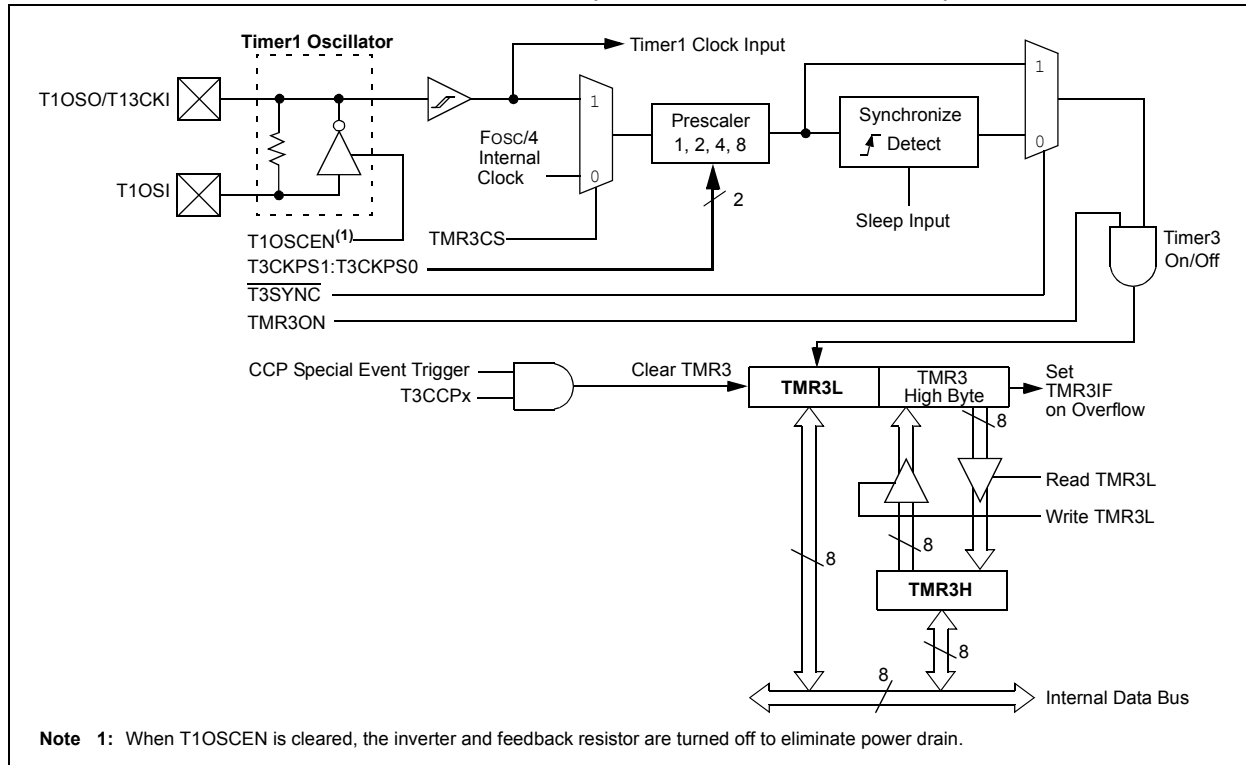 Timer1 Oscillator
Timer1 Clock Input
T1OSO/T13CKI
T1OSI
1
FOSC/4
Internal
Clock
0
Prescaler
1, 2, 4, 8
2
Synchronize
Detect
1
0
Sleep Input
T1OSCEN(1)
TMR3CS
T3CKPS1:T3CKPS0
T3SYNC
TMR3ON
Timer3
On/Off
CCP Special Event Trigger
T3CCPx
Clear TMR3
TMR3L
TMR3
High Byte
Set
TMR3IF
on Overflow
8
Read TMR3L
Write TMR3L
8
8
TMR3H
8
8
Internal Data Bus
Note 1: When T1OSCEN is cleared, the inverter and feedback resistor are turned off to eliminate power drain.